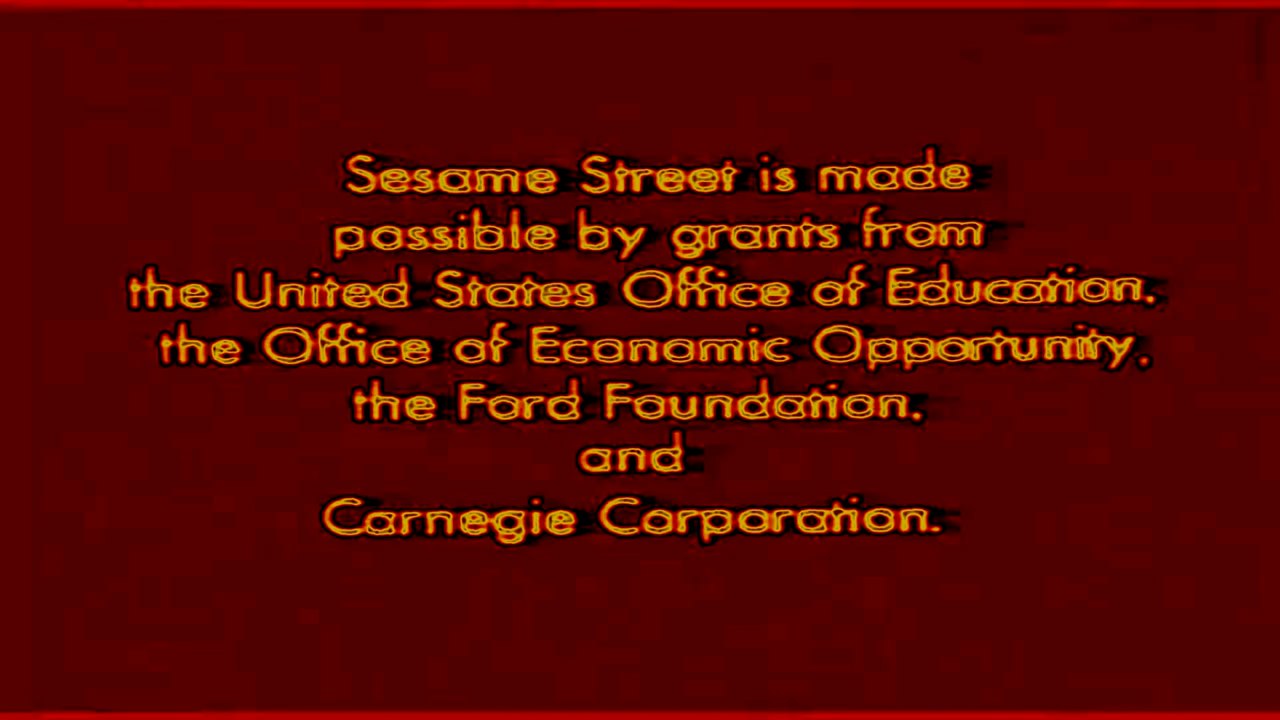 Sesame Street is made
possible by grants from
the United States Office of Education,
the Office of Economic Opportunity,
the Ford Foundation,
and
Carnegie Corporation.